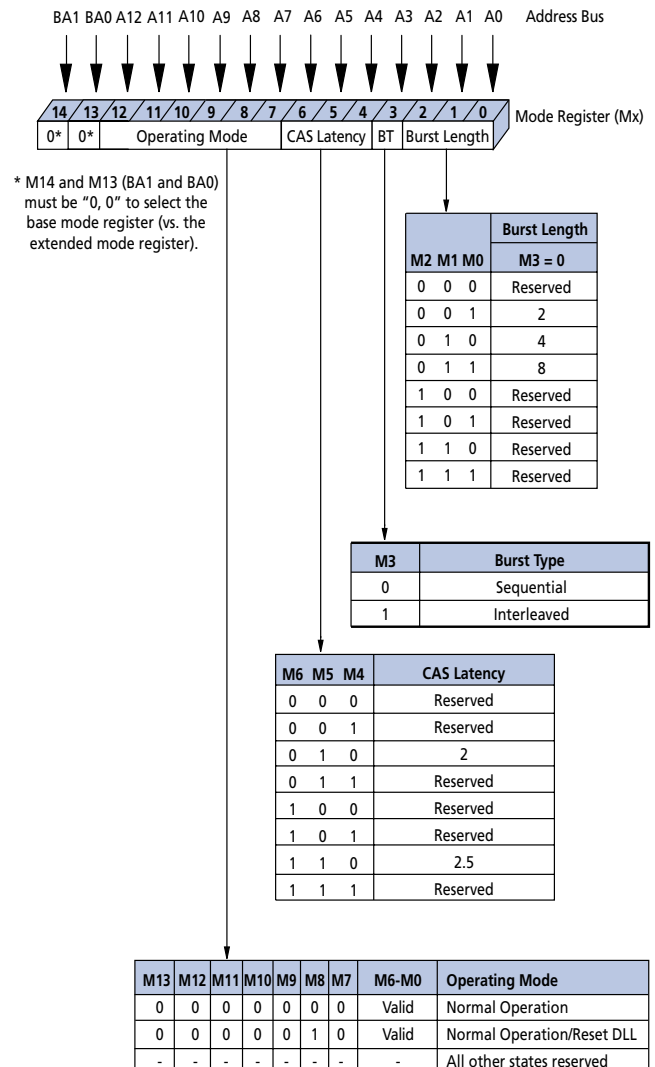 BA1 BA0 A12 A11 A10 A9 A8 A7 A6 A5 A4 A3 A2 A1 A0 Address Bus
14 13 12 11 10 9 8 7 6 5 4 3 2 1 0 Mode Register (Mx)
0* 0* Operating Mode CAS Latency BT Burst Length
* M14 and M13 (BA1 and BA0)
must be “0, 0” to select the
base mode register (vs. the
extended mode register).
Burst Length
M2 M1 M0 M3 = 0
0 0 0 Reserved
0 0 1 2
0 1 0 4
0 1 1 8
1 0 0 Reserved
1 0 1 Reserved
1 1 0 Reserved
1 1 1 Reserved
M3 Burst Type
0 Sequential
1 Interleaved
M6 M5 M4 CAS Latency
0 0 0 Reserved
0 0 1 Reserved
0 1 0 2
0 1 1 Reserved
1 0 0 Reserved
1 0 1 Reserved
1 1 0 2.5
1 1 1 Reserved
M13 M12 M11 M10 M9 M8 M7 M6-M0 Operating Mode
0 0 0 0 0 0 0 Valid Normal Operation
0 0 0 0 0 1 0 Valid Normal Operation/Reset DLL
- - - - - - - - All other states reserved